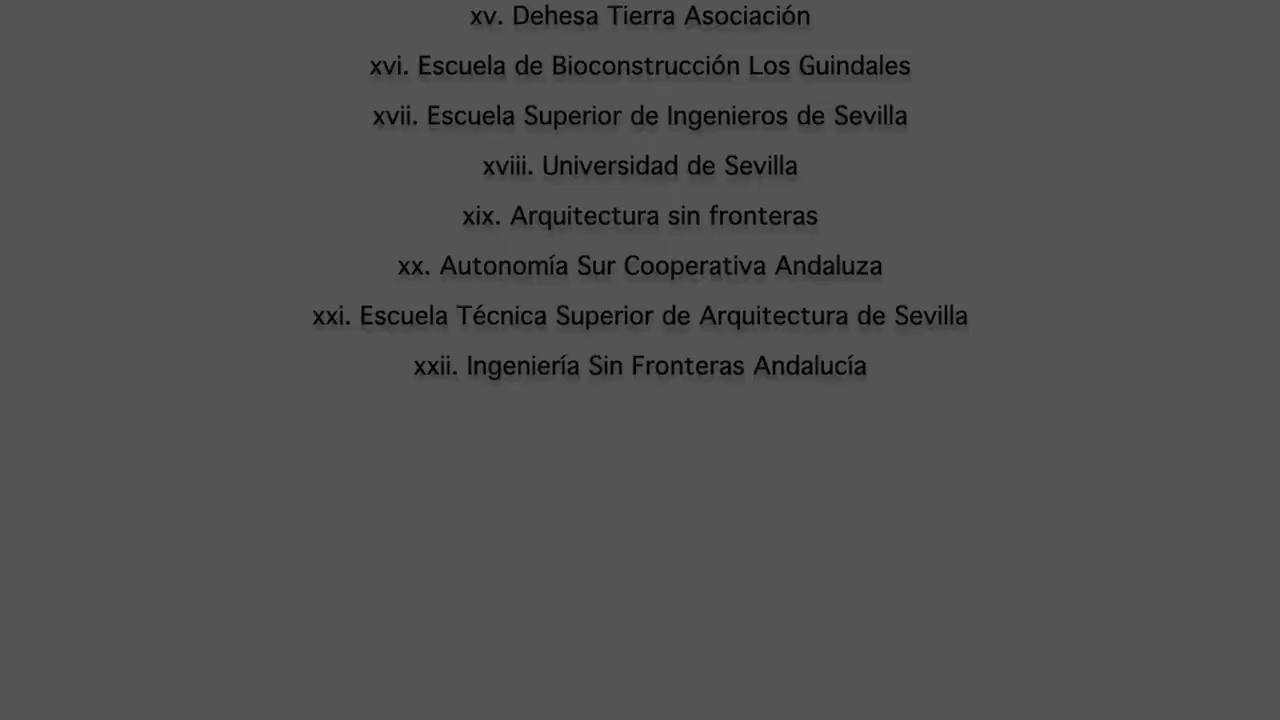 xv. Dehesa Tierra Asociación
xvi. Escuela de Bioconstrucción Los Guindales
xvii. Escuela Superior de Ingenieros de Sevilla
xviii. Universidad de Sevilla
xix. Arquitectura sin fronteras
xx. Autonomía Sur Cooperativa Andaluza
xxi. Escuela Técnica Superior de Arquitectura de Sevilla
xxii. Ingeniería Sin Fronteras Andalucía